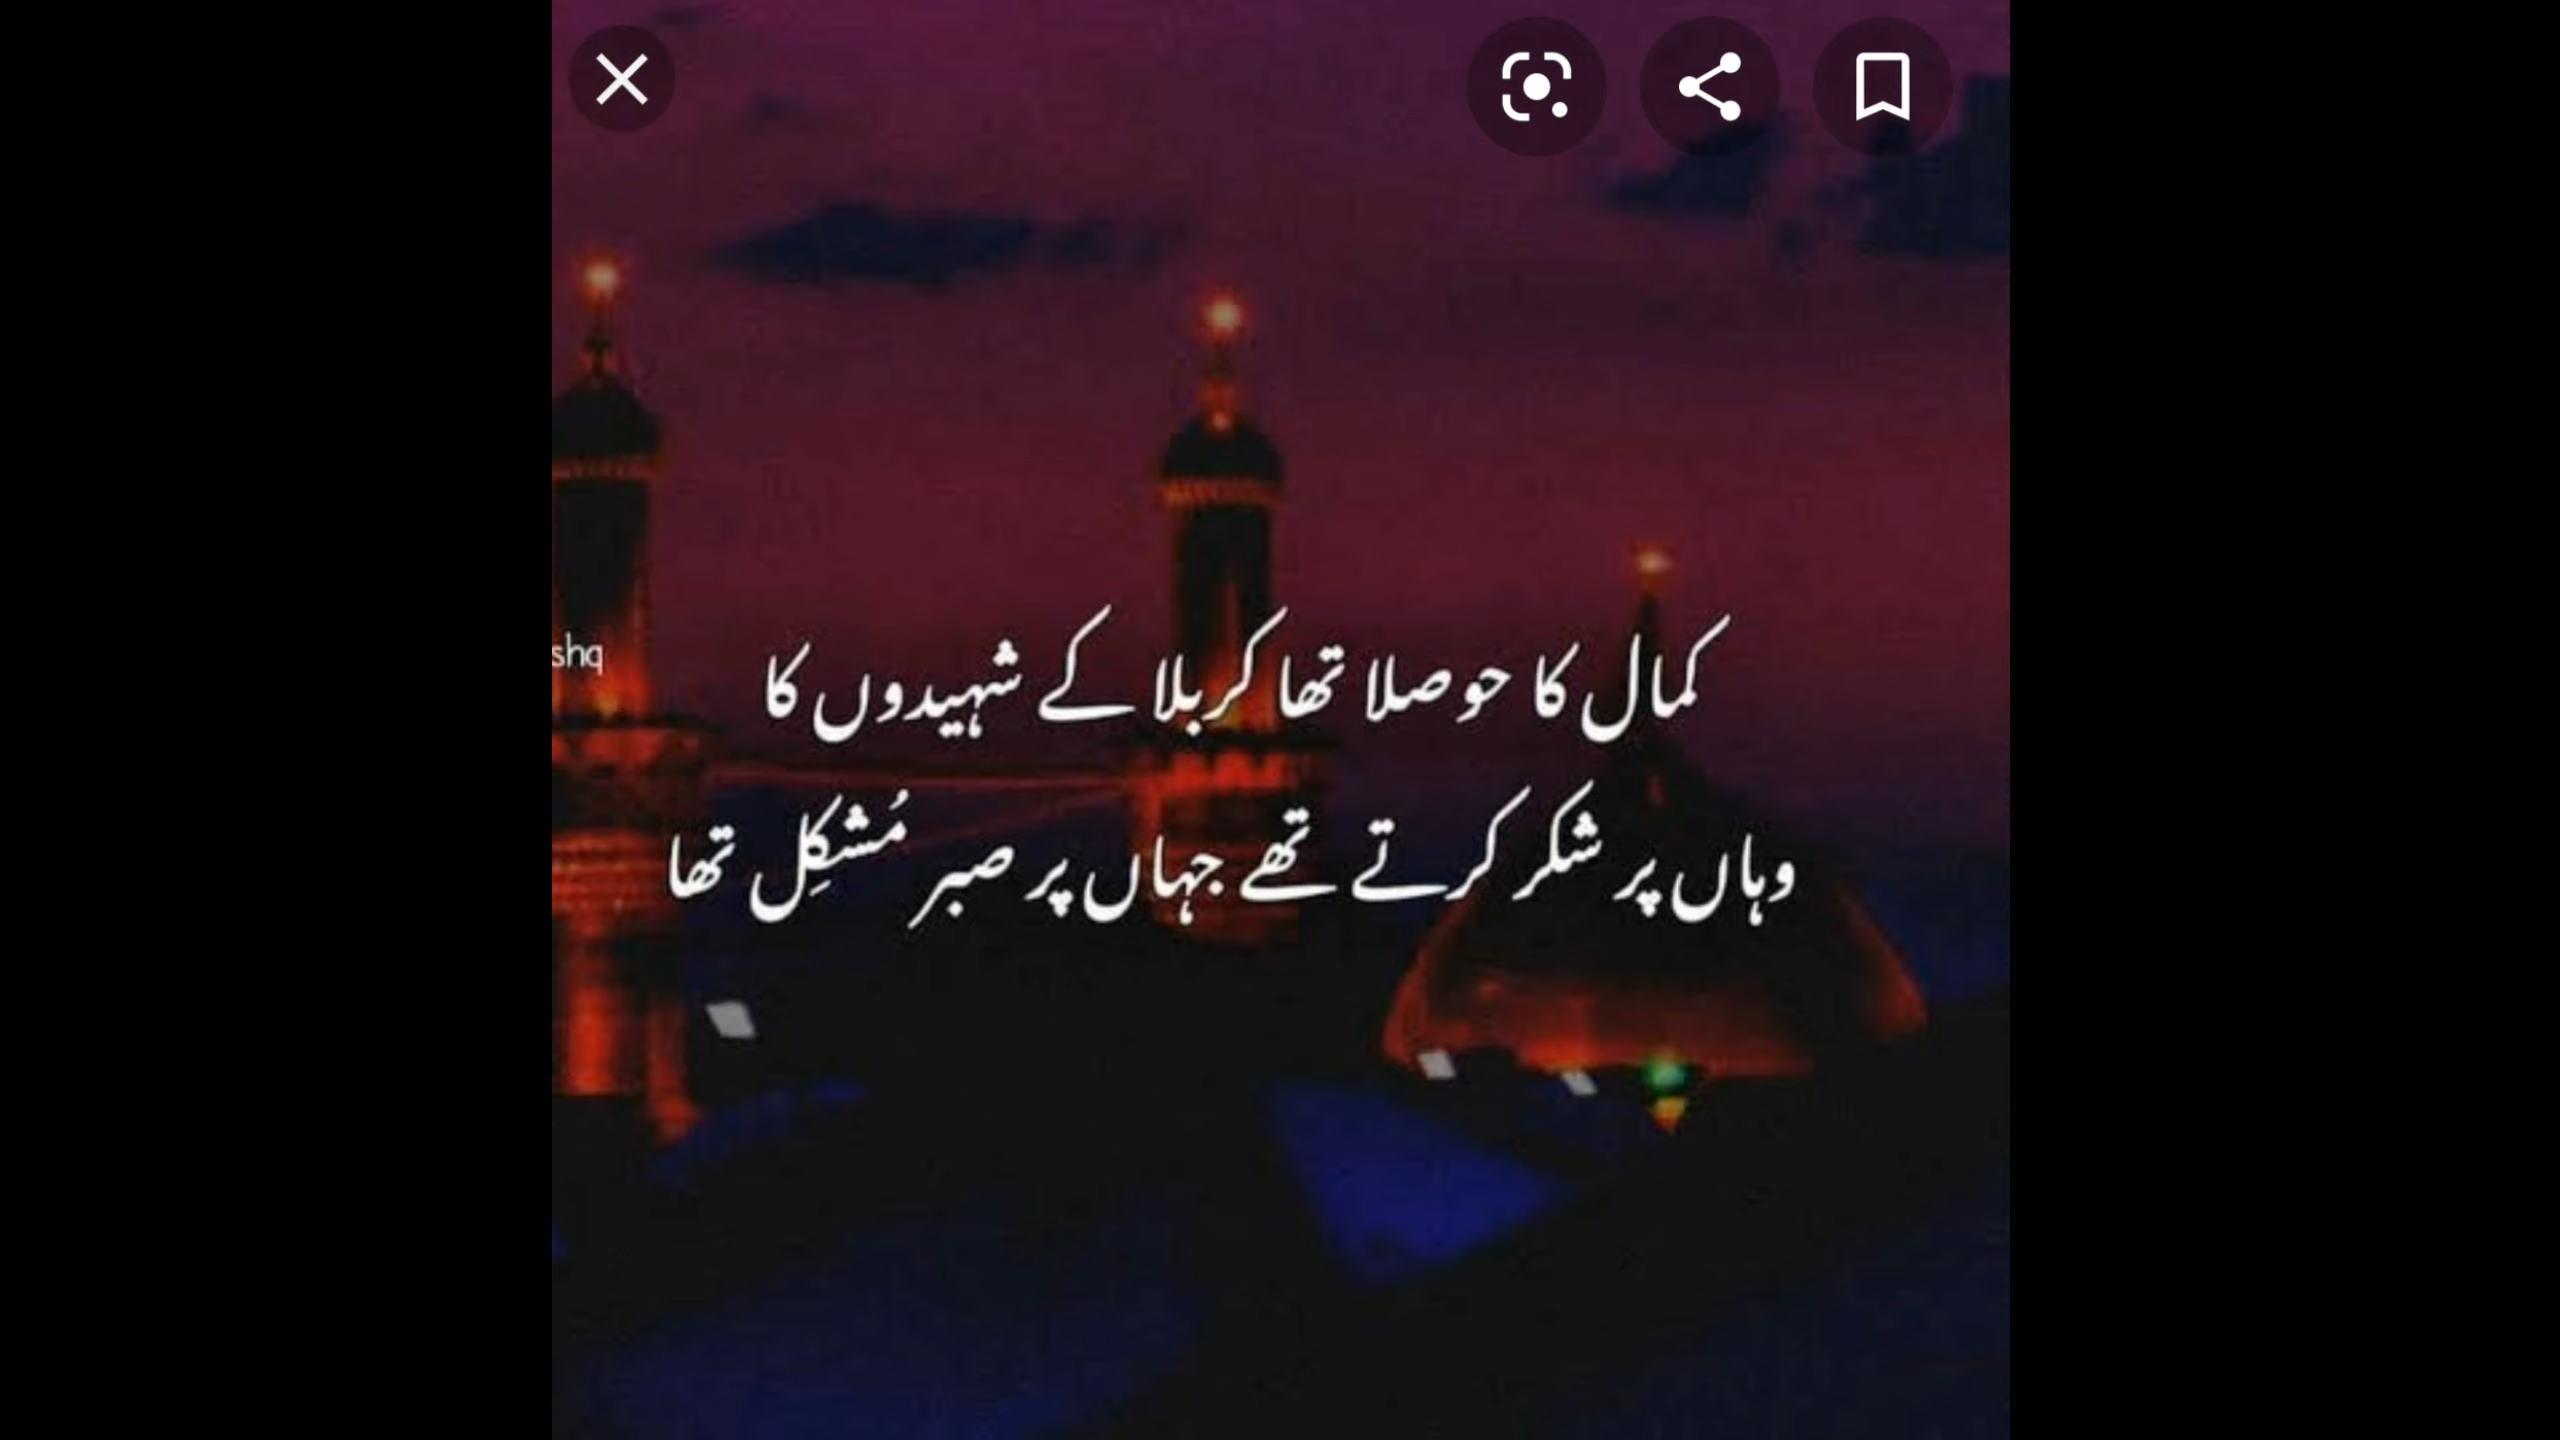 shq
کمال کا حوصلا تھا کربلا کے شہیدوں کا
وہاں پر شکر کرتے تھے جہاں پر صبر مُشکِل تھا